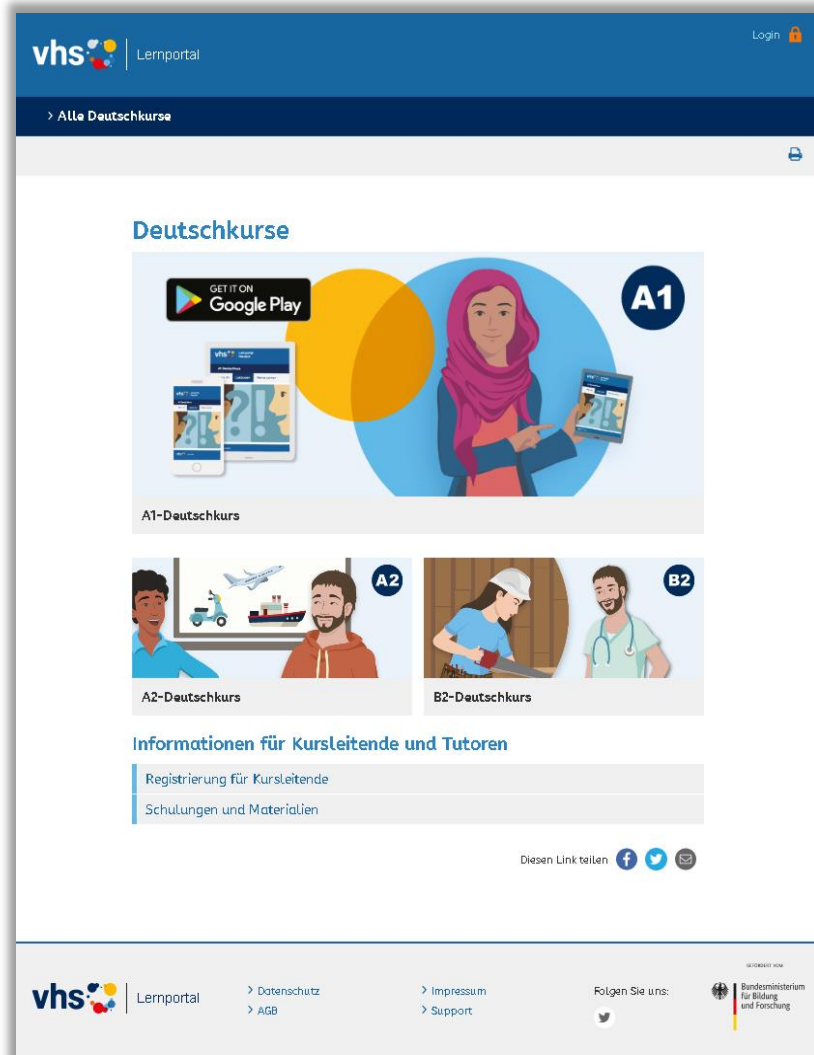 Login
vhs Lernportal
> Alle Deutschkurse
Deutschkurse
GET IT ON
Google Play
A1
A1-Deutschkurs
A2
B2
A2-Deutschkurs
B2-Deutschkurs
Informationen für Kursleitende und Tutoren
Registrierung für Kursleitende
Schulungen und Materialien
Diesen Link teilen
vhs Lernportal
> Datenschutz
> AGB
> Impressum
> Support
Folgen Sie uns:
GEFÖRDERT VOM
Bundesministerium
für Bildung
und Forschung